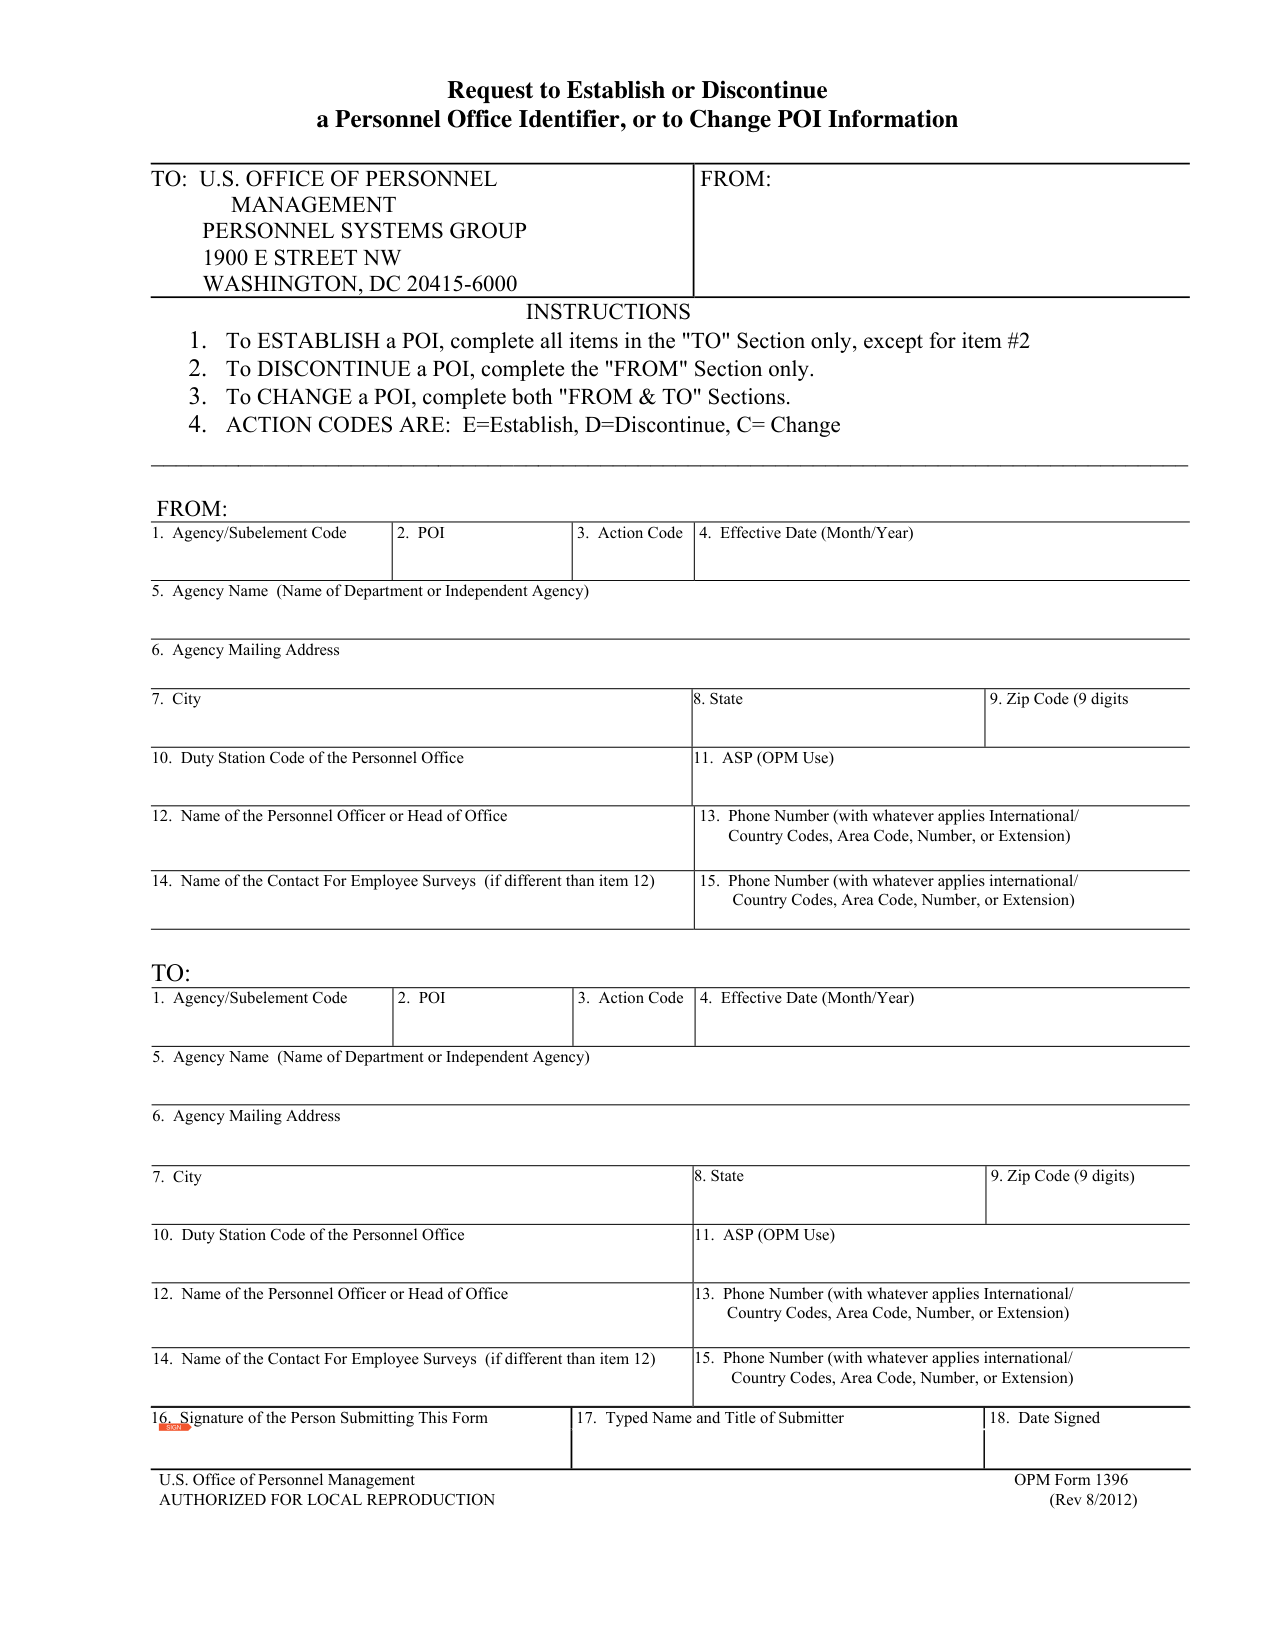 Request to Establish or Discontinue
a Personnel Office Identifier, or to Change POI Information
TO:  U.S. OFFICE OF PERSONNEL
MANAGEMENT
PERSONNEL SYSTEMS GROUP
1900 E STREET NW
WASHINGTON, DC 20415-6000
FROM:
INSTRUCTIONS
1. To ESTABLISH a POI, complete all items in the "TO" Section only, except for item #2
2. To DISCONTINUE a POI, complete the "FROM" Section only.
3. To CHANGE a POI, complete both "FROM & TO" Sections.
4. ACTION CODES ARE:  E=Establish, D=Discontinue, C= Change
FROM:
1.  Agency/Subelement Code
2.  POI
3.  Action Code
4.  Effective Date (Month/Year)
5.  Agency Name  (Name of Department or Independent Agency)
6.  Agency Mailing Address
7.  City
8. State
9. Zip Code (9 digits
10.  Duty Station Code of the Personnel Office
11.  ASP (OPM Use)
12.  Name of the Personnel Officer or Head of Office
13.  Phone Number (with whatever applies International/
Country Codes, Area Code, Number, or Extension)
14.  Name of the Contact For Employee Surveys  (if different than item 12)
15.  Phone Number (with whatever applies international/
Country Codes, Area Code, Number, or Extension)
TO:
1.  Agency/Subelement Code
2.  POI
3.  Action Code
4.  Effective Date (Month/Year)
5.  Agency Name  (Name of Department or Independent Agency)
6.  Agency Mailing Address
7.  City
8. State
9. Zip Code (9 digits)
10.  Duty Station Code of the Personnel Office
11.  ASP (OPM Use)
12.  Name of the Personnel Officer or Head of Office
13.  Phone Number (with whatever applies International/
Country Codes, Area Code, Number, or Extension)
14.  Name of the Contact For Employee Surveys  (if different than item 12)
15.  Phone Number (with whatever applies international/
Country Codes, Area Code, Number, or Extension)
16.  Signature of the Person Submitting This Form
SIGN
17.  Typed Name and Title of Submitter
18.  Date Signed
U.S. Office of Personnel Management
AUTHORIZED FOR LOCAL REPRODUCTION
OPM Form 1396
(Rev 8/2012)